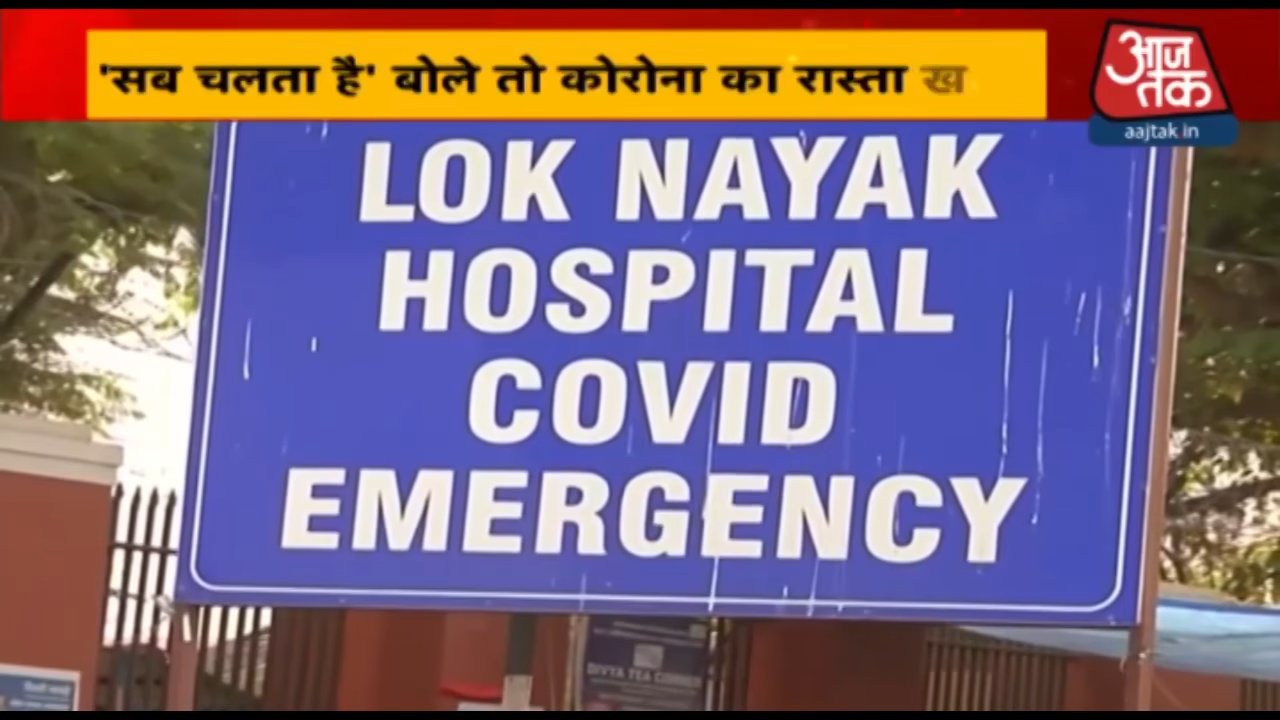 'सब चलता है' बोले तो कोरोना का रास्ता ख
आज
तक
aajtak.in
LOK NAYAK
HOSPITAL
COVID
EMERGENCY
DIVYA TEA CORNER